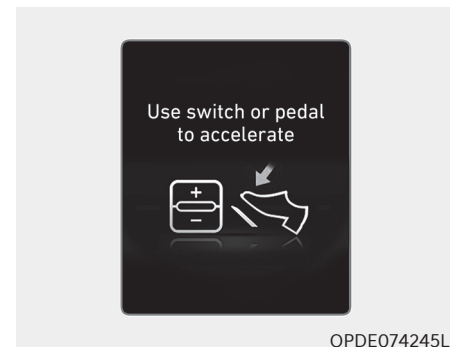 Use switch or pedal
to accelerate
+
−
OPDE074245L